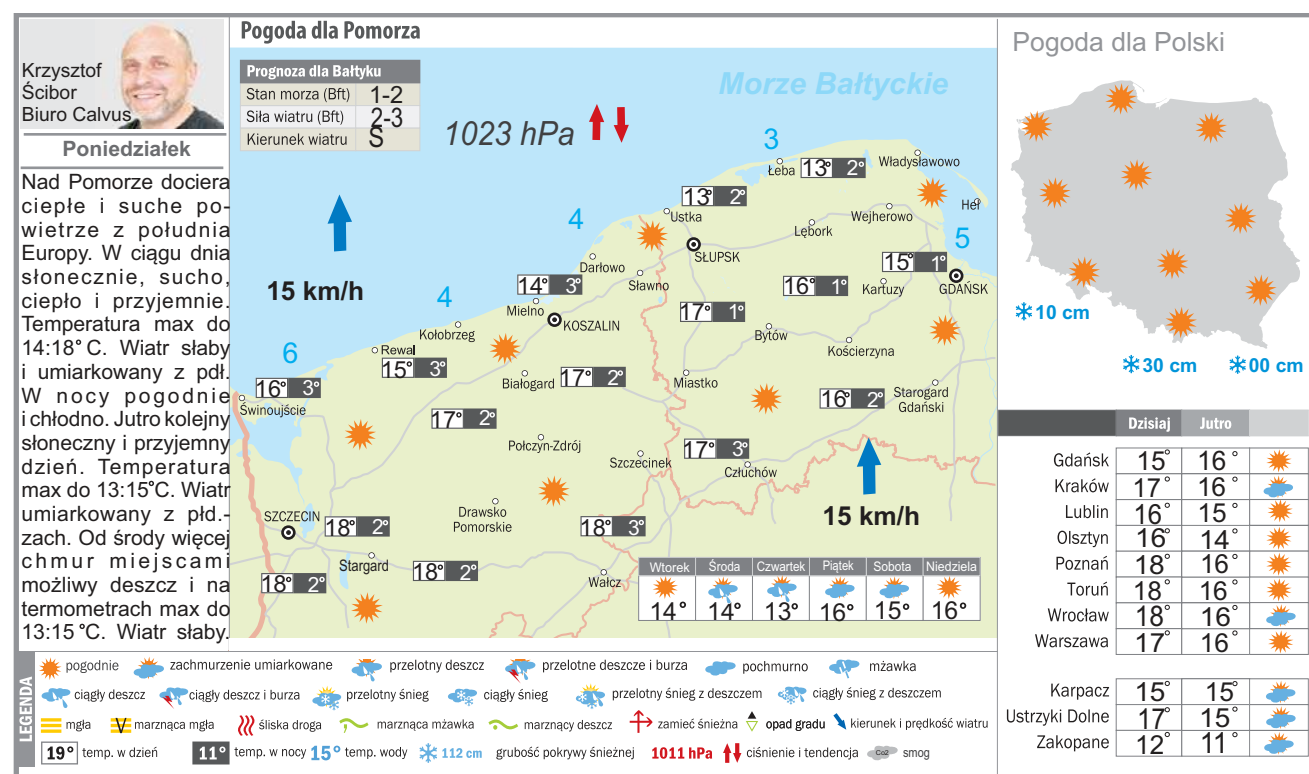 Krzysztof
Ścibor
Biuro Calvus
Poniedziałek
Nad Pomorze dociera
ciepłe i suche po-
wietrze z południa
Europy. W ciągu dnia
słonecznie, sucho,
ciepło i przyjemnie.
Temperatura max do
14:18°C. Wiatr słaby
i umiarkowany z pdł.
W nocy pogodnie
i chłodno. Jutro kolejny
słoneczny i przyjemny
dzień. Temperatura
max do 13:15°C. Wiatr
umiarkowany z płd.-
zach. Od środy więcej
chmur miejscami
możliwy deszcz i na
termometrach max do
13:15 °C. Wiatr słaby.
Pogoda dla Pomorza
Prognoza dla Bałtyku
Stan morza (Bft) 1-2
Siła wiatru (Bft) 2-3
Kierunek wiatru S
Morze Bałtyckie
1023 hPa
3
Łeba 13° 2°
Władysławowo
13° 2°
Ustka
Wejherowo
Hel
4
Lębork
5
SŁUPSK
15° 1°
Darłowo
Sławno
14° 3°
16° 1°
Kartuzy
GDAŃSK
15 km/h
4
Mielno
KOSZALIN
17° 1°
Bytów
Kołobrzeg
Kościerzyna
6
Rewal
15° 3°
Białogard
17° 2°
Miastko
16° 3°
Świnoujście
16° 2°
Starogard
Gdański
17° 2°
Połczyn-Zdrój
Szczecinek
17° 3°
Człuchów
SZCZECIN
18° 2°
Drawsko
Pomorskie
18° 3°
15 km/h
Stargard
18° 2°
18° 2°
Wałcz
Wtorek Środa Czwartek Piątek Sobota Niedziela
14° 14° 13° 16° 15° 16°
Pogoda dla Polski
10 cm
30 cm
00 cm
Dzisiaj Jutro
Gdańsk 15° 16°
Kraków 17° 16°
Lublin 16° 15°
Olsztyn 16° 14°
Poznań 18° 16°
Toruń 18° 16°
Wrocław 18° 16°
Warszawa 17° 16°
Karpacz 15° 15°
Ustrzyki Dolne 17° 15°
Zakopane 12° 11°
LEGENDA
pogodnie zachmurzenie umiarkowane przelotny deszcz przelotne deszcze i burza pochmurno mżawka
ciągły deszcz ciągły deszcz i burza przelotny śnieg ciągły śnieg przelotny śnieg z deszczem ciągły śnieg z deszczem
mgła marznąca mgła śliska droga marznąca mżawka marznący deszcz zamieć śnieżna opad gradu kierunek i prędkość wiatru
19° temp. w dzień 11° temp. w nocy 15° temp. wody 112 cm grubość pokrywy śnieżnej 1011 hPa ciśnienie i tendencja Co2 smog